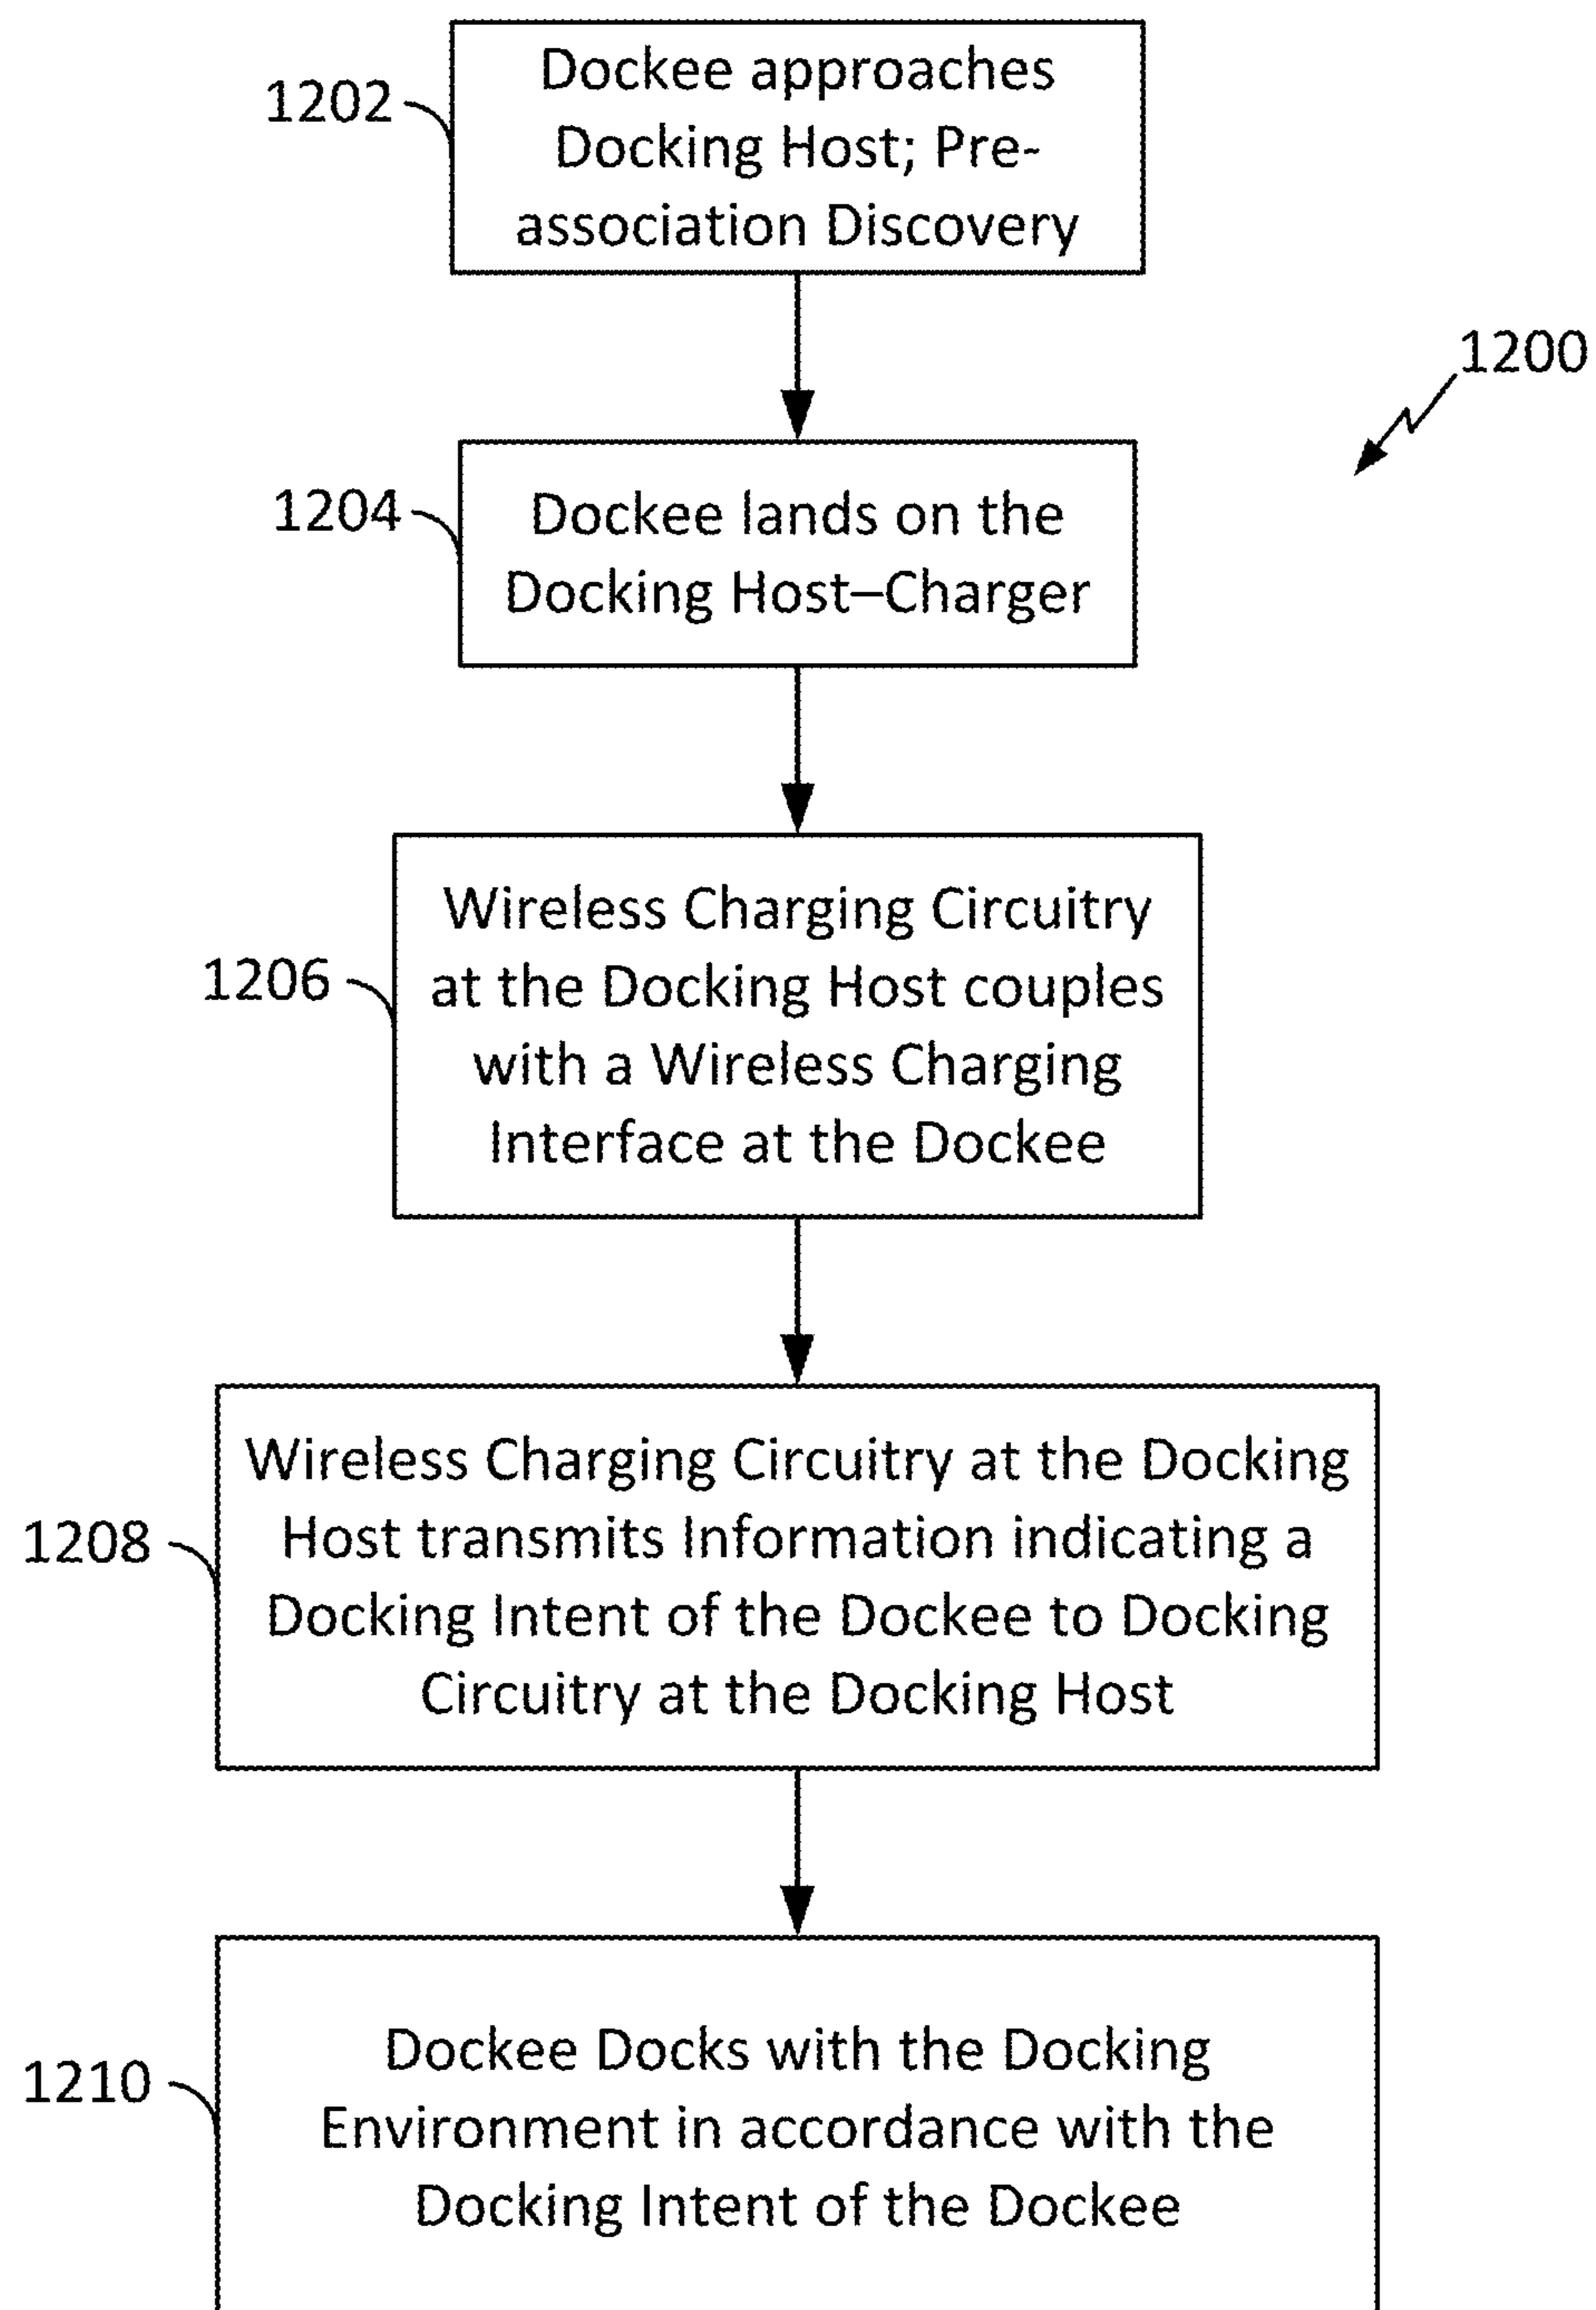 1202
Dockee approaches
Docking Host; Pre-
association Discovery
1200
1204
Dockee lands on the
Docking Host–Charger
1206
Wireless Charging Circuitry
at the Docking Host couples
with a Wireless Charging
Interface at the Dockee
1208
Wireless Charging Circuitry at the Docking
Host transmits Information indicating a
Docking Intent of the Dockee to Docking
Circuitry at the Docking Host
1210
Dockee Docks with the Docking
Environment in accordance with the
Docking Intent of the Dockee